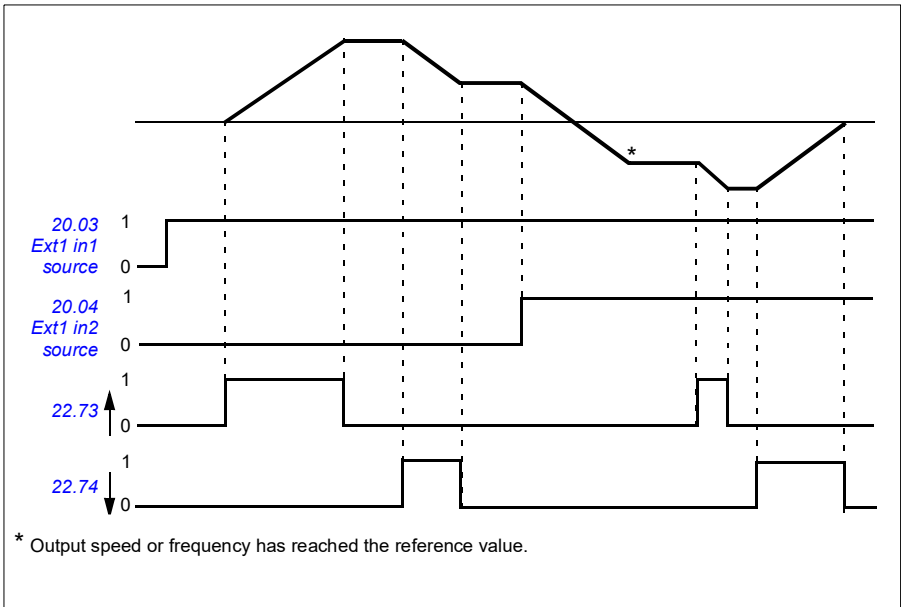 *
20.03
Ext1 in1
source
1
0
20.04
Ext1 in2
source
1
0
22.73
1
0
22.74
1
0
* Output speed or frequency has reached the reference value.